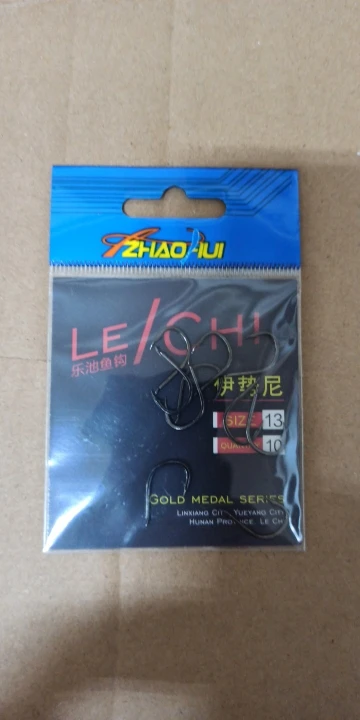 ZHAOHUI
LE/CHI
乐池鱼钩
伊势尼
SIZE 13
QUANTITY 10
GOLD MEDAL SERIES
LINXIANG CITY, YUEYANG CITY
HUNAN PROVINCE, LE CHI